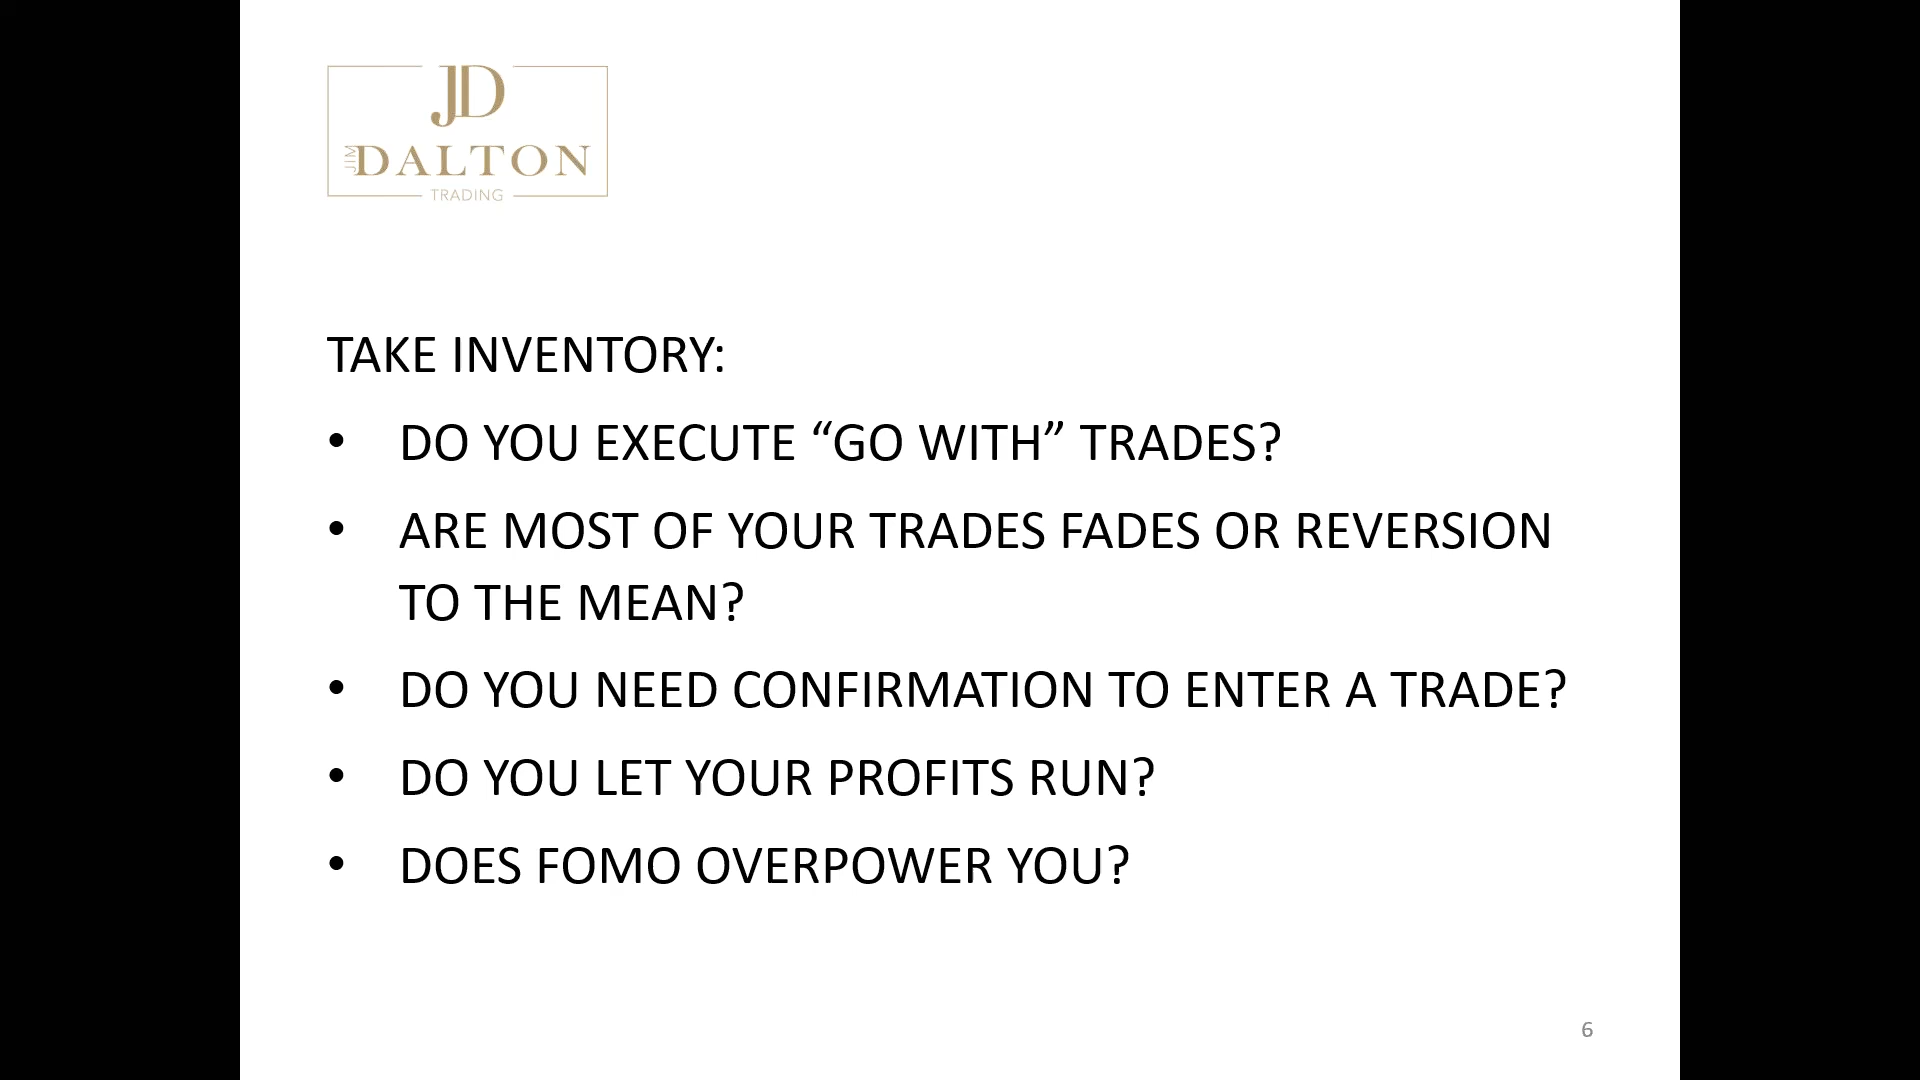 JD
JIM DALTON
TRADING
TAKE INVENTORY:
• DO YOU EXECUTE “GO WITH” TRADES?
• ARE MOST OF YOUR TRADES FADES OR REVERSION
TO THE MEAN?
• DO YOU NEED CONFIRMATION TO ENTER A TRADE?
• DO YOU LET YOUR PROFITS RUN?
• DOES FOMO OVERPOWER YOU?
6